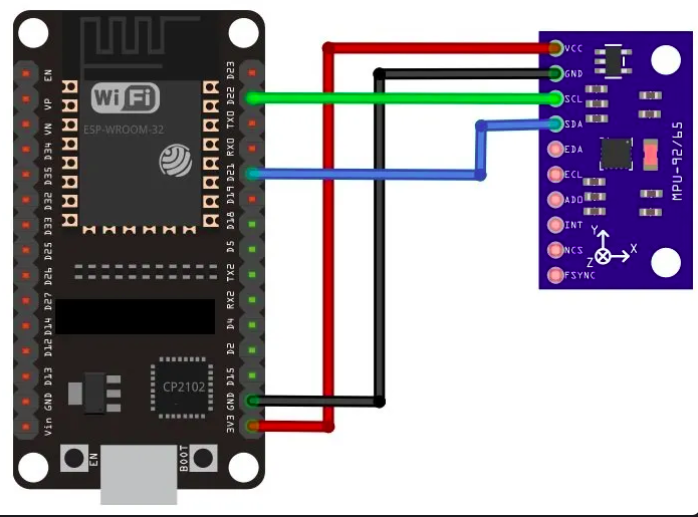 EN
VP
VN
D34
D35
D32
D33
D25
D26
D27
D14
D12
D13
GND
Vin
WiFi
ESP-WROOM-32
CP2102
EN
BOOT
D23
D22
TX0
RX0
D21
D19
D18
D5
TX2
RX2
D4
D2
D15
GND
3V3
VCC
GND
SCL
SDA
EDA
ECL
ADO
INT
NCS
FSYNC
Y
X
Z
MPU-92/65